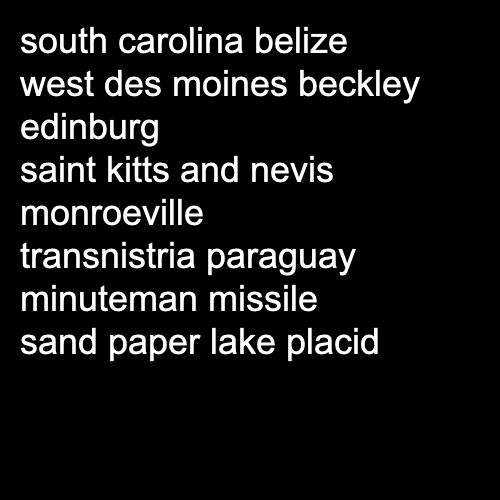 south carolina belize
west des moines beckley
edinburg
saint kitts and nevis
monroeville
transnistria paraguay
minuteman missile
sand paper lake placid